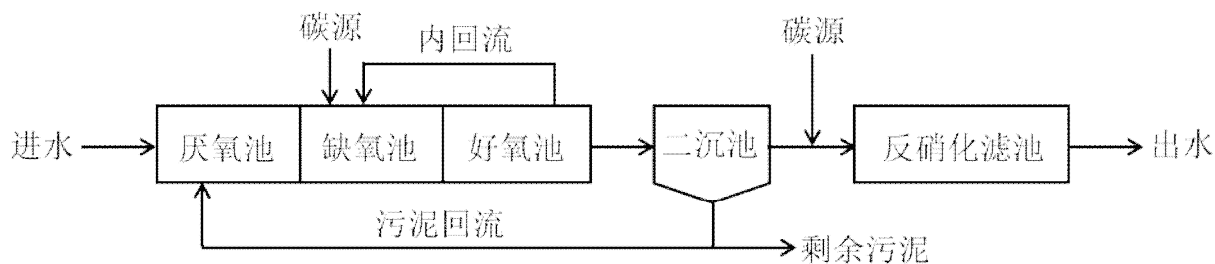 碳源
内回流
碳源
进水
厌氧池
缺氧池
好氧池
二沉池
反硝化滤池
出水
污泥回流
剩余污泥